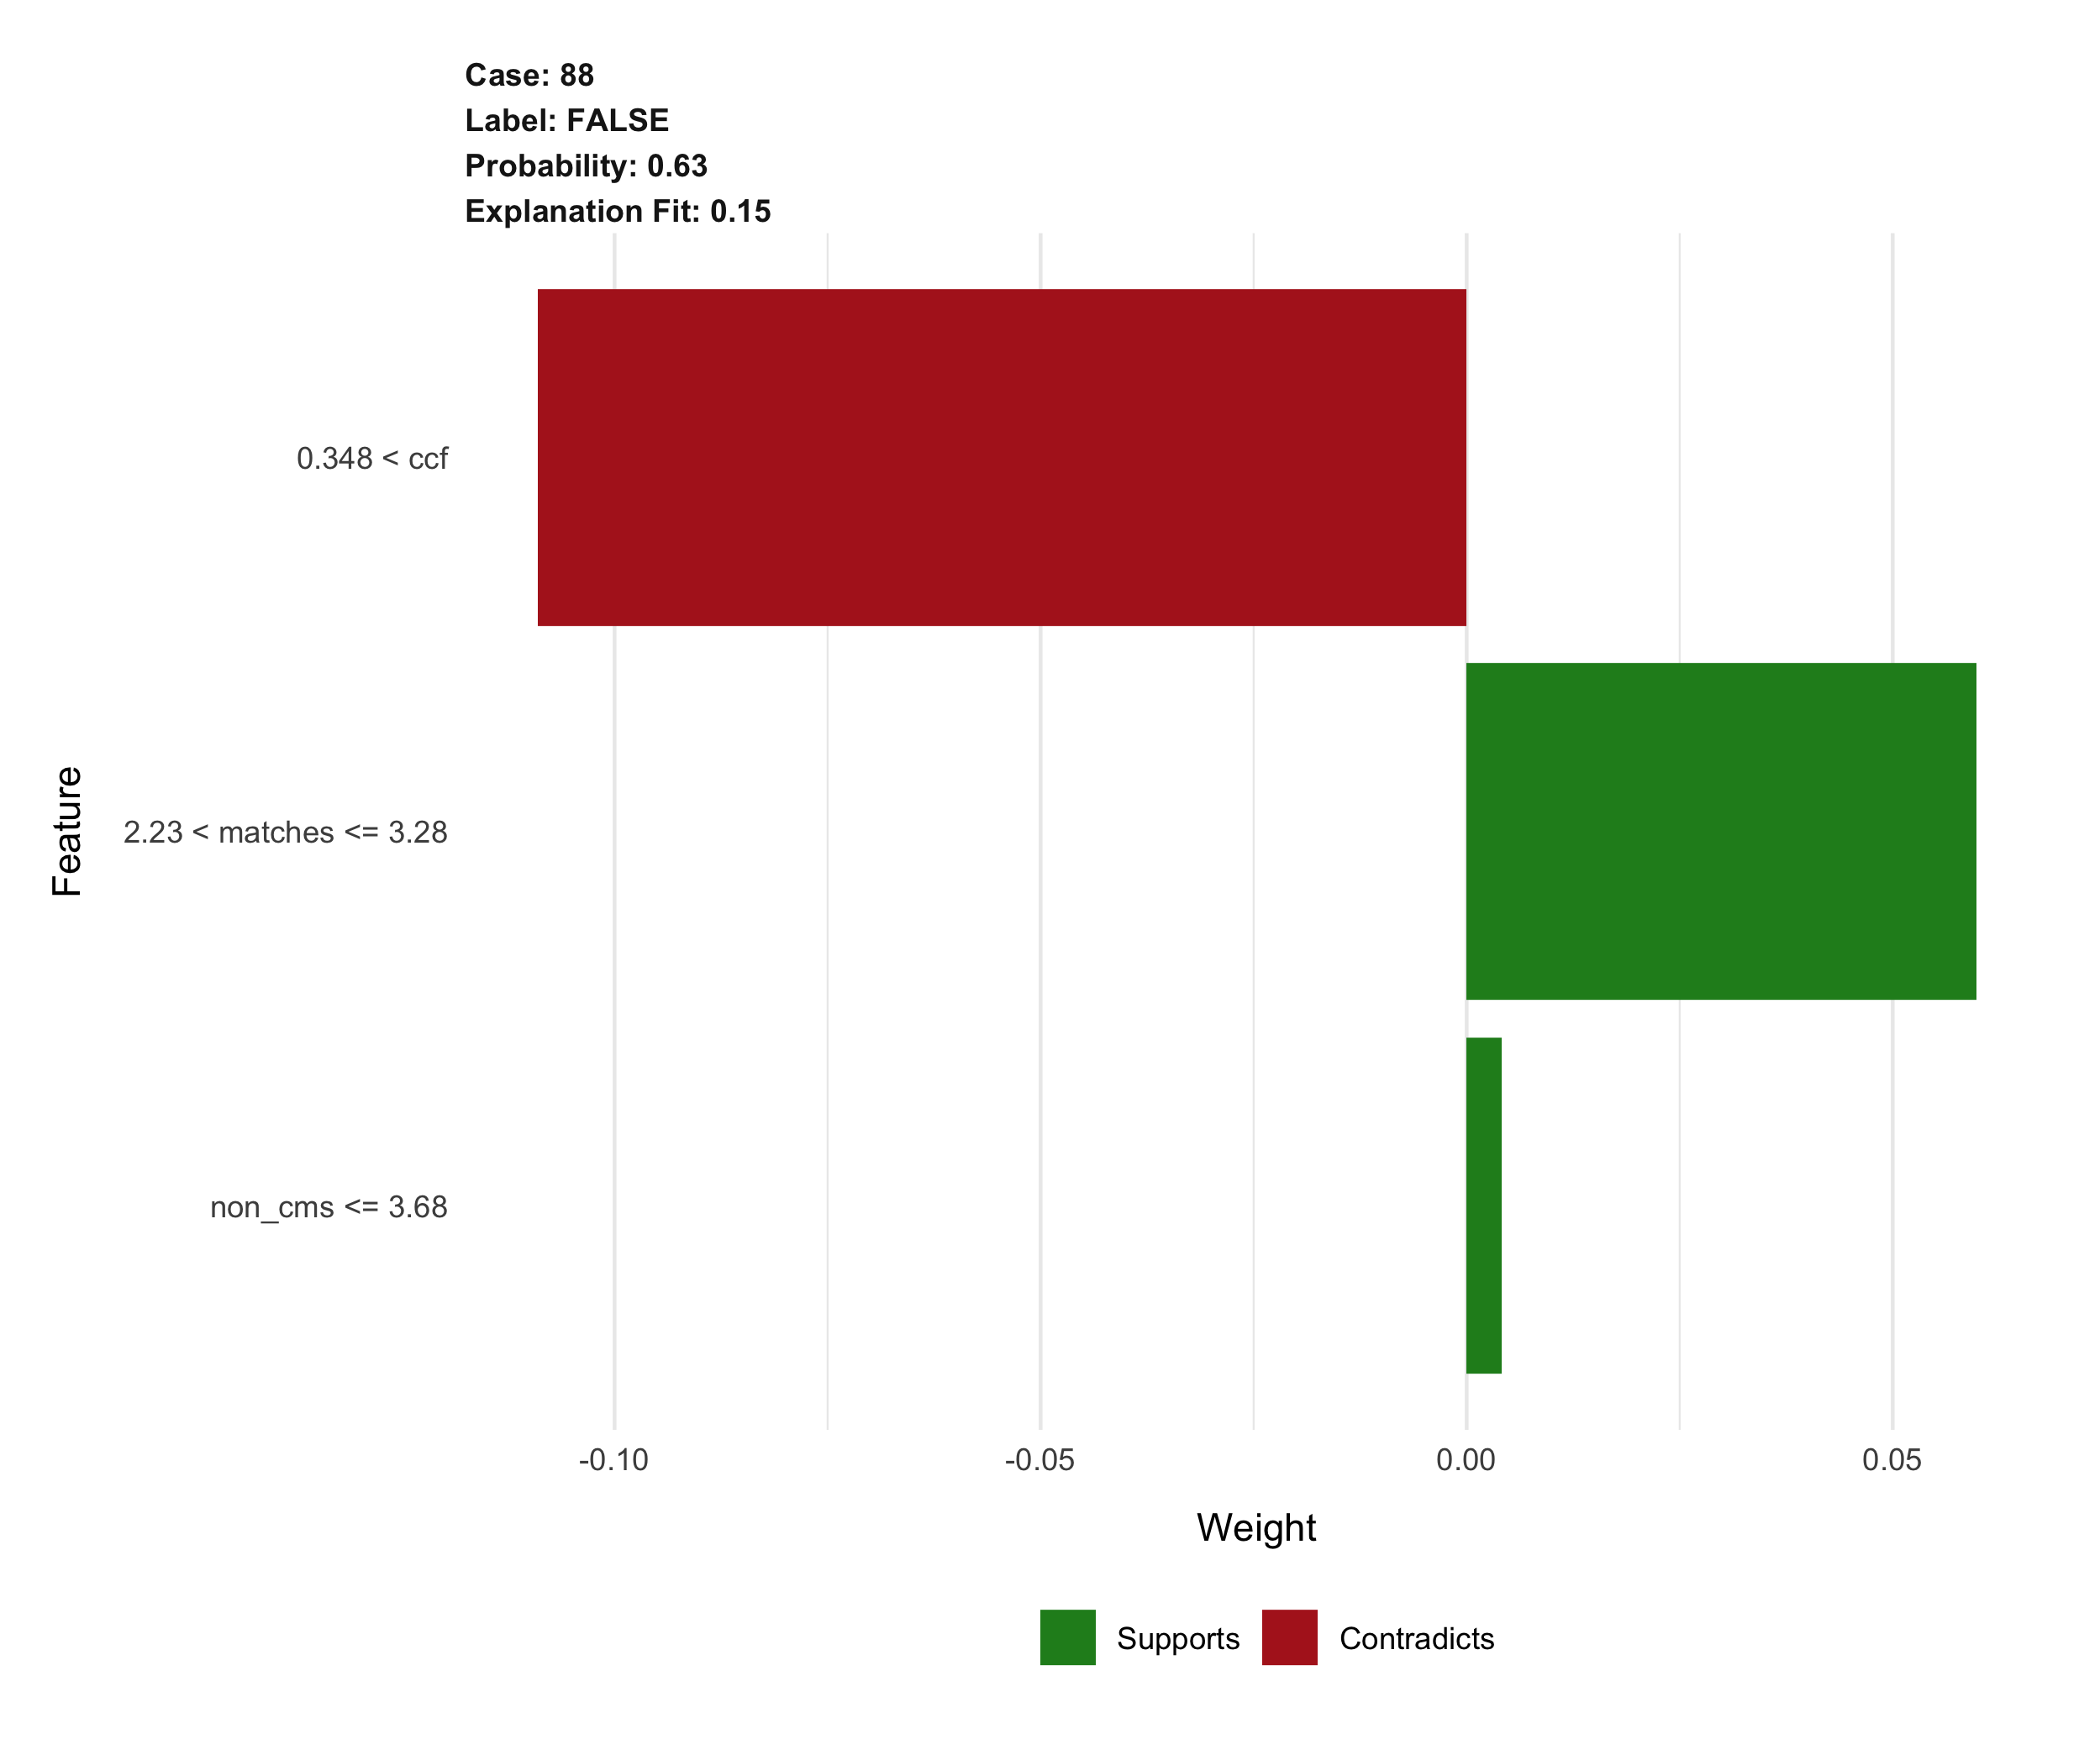 Case: 88
Label: FALSE
Probability: 0.63
Explanation Fit: 0.15
Feature
0.348 < ccf
2.23 < matches <= 3.28
non_cms <= 3.68
-0.10 -0.05 0.00 0.05
Weight
Supports Contradicts